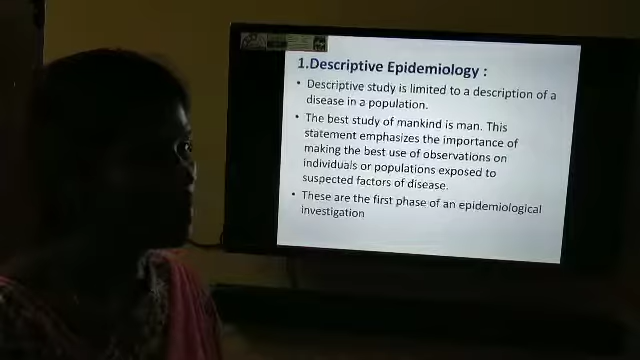 1.Descriptive Epidemiology :
• Descriptive study is limited to a description of a
disease in a population.
• The best study of mankind is man. This
statement emphasizes the importance of
making the best use of observations on
individuals or populations exposed to
suspected factors of disease.
• These are the first phase of an epidemiological
investigation